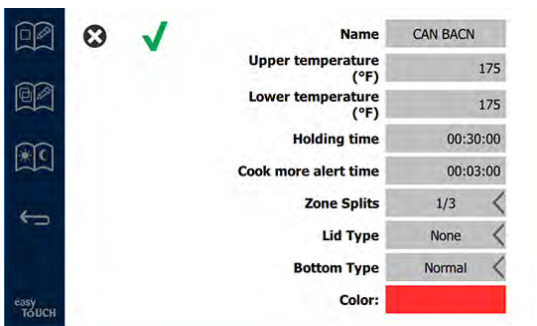 Name CAN BACN
Upper temperature
(°F) 175
Lower temperature
(°F) 175
Holding time 00:30:00
Cook more alert time 00:03:00
Zone Splits 1/3
Lid Type None
Bottom Type Normal
Color:
easy
TOUCH